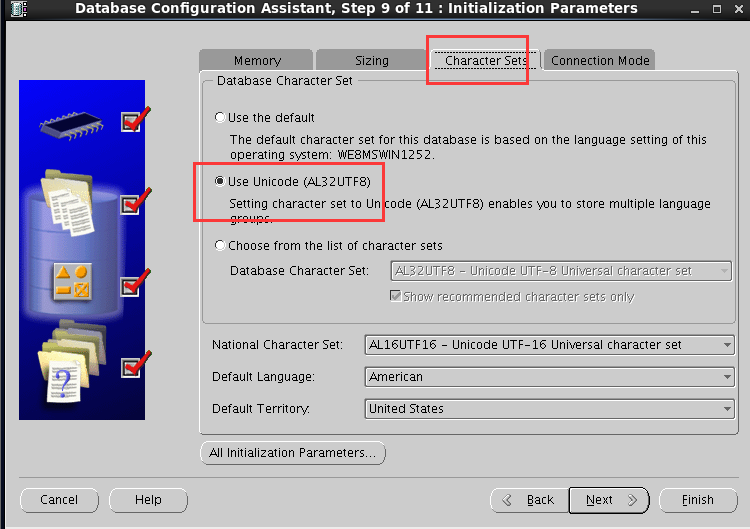 Database Configuration Assistant, Step 9 of 11 : Initialization Parameters
Memory
Sizing
Character Sets
Connection Mode
Database Character Set
Use the default
The default character set for this database is based on the language setting of this
operating system: WE8MSWIN1252.
Use Unicode (AL32UTF8)
Setting character set to Unicode (AL32UTF8) enables you to store multiple language
groups.
Choose from the list of character sets
Database Character Set: AL32UTF8 - Unicode UTF-8 Universal character set
Show recommended character sets only
National Character Set: AL16UTF16 - Unicode UTF-16 Universal character set
Default Language: American
Default Territory: United States
All Initialization Parameters...
Cancel
Help
Back
Next
Finish